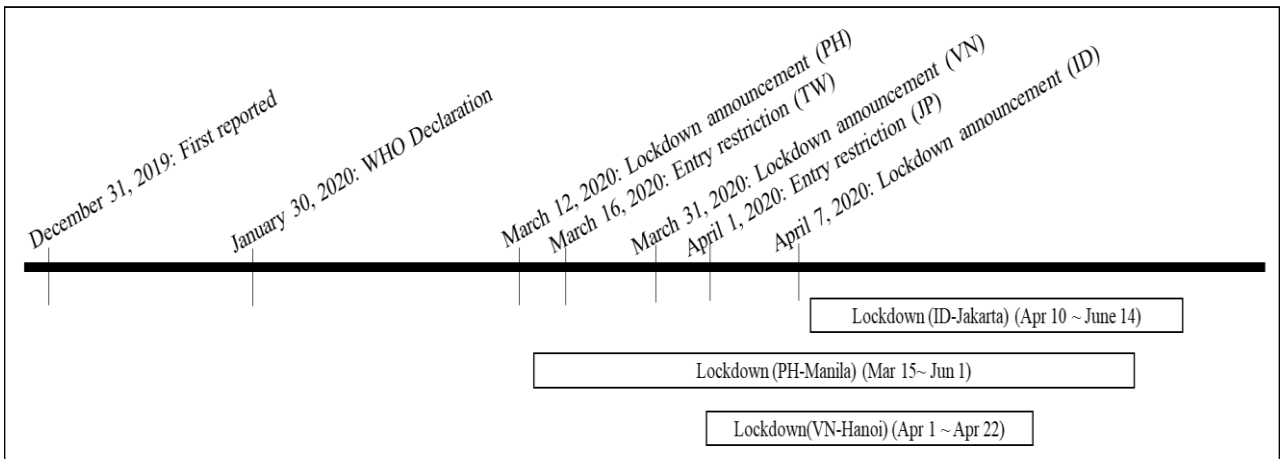 December 31, 2019: First reported
January 30, 2020: WHO Declaration
March 12, 2020: Lockdown announcement (PH)
March 16, 2020: Entry restriction (TW)
March 31, 2020: Lockdown announcement (VN)
April 1, 2020: Entry restriction (JP)
April 7, 2020: Lockdown announcement (ID)
Lockdown (ID-Jakarta) (Apr 10 ~ June 14)
Lockdown (PH-Manila) (Mar 15~ Jun 1)
Lockdown(VN-Hanoi) (Apr 1 ~ Apr 22)